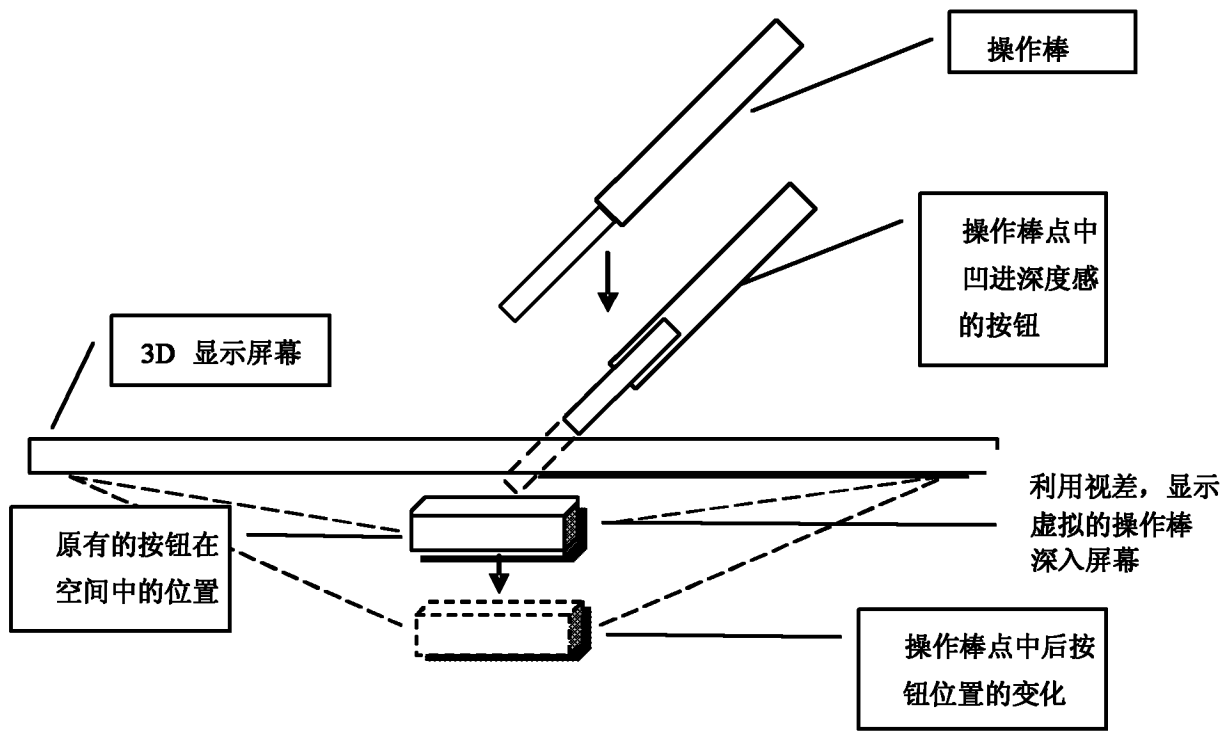 操作棒
操作棒点中
凹进深度感
的按钮
3D 显示屏幕
利用视差，显示
虚拟的操作棒
深入屏幕
原有的按钮在
空间中的位置
操作棒点中后按
钮位置的变化